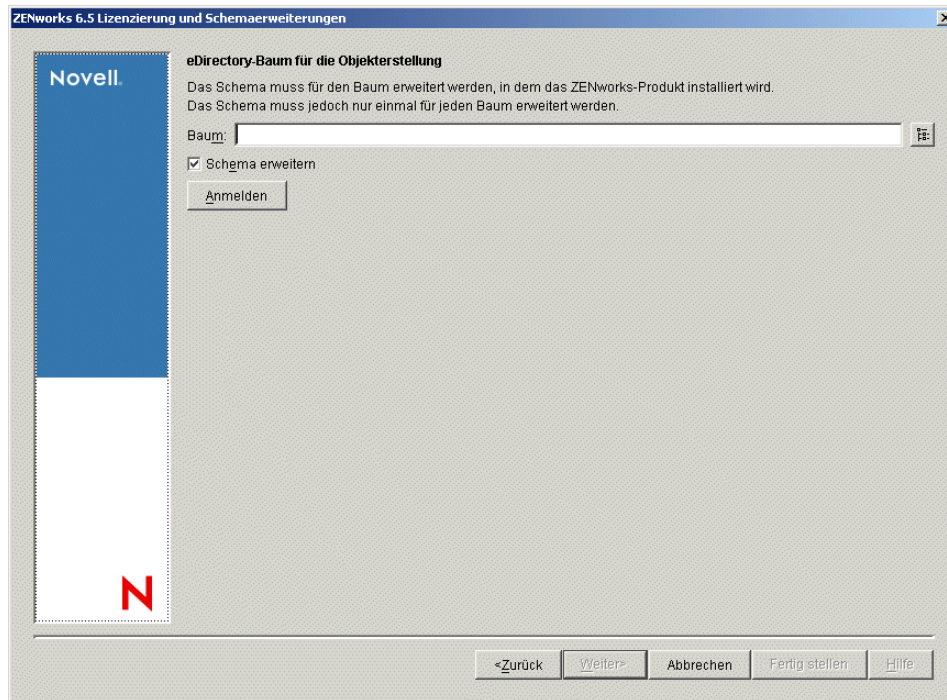 ZENworks 6.5 Lizenzierung und Schemaerweiterungen
Novell.
eDirectory-Baum für die Objekterstellung
Das Schema muss für den Baum erweitert werden, in dem das ZENworks-Produkt installiert wird.
Das Schema muss jedoch nur einmal für jeden Baum erweitert werden.
Baum:
Schema erweitern
Anmelden
N
<Zurück Weiter> Abbrechen Fertig stellen Hilfe